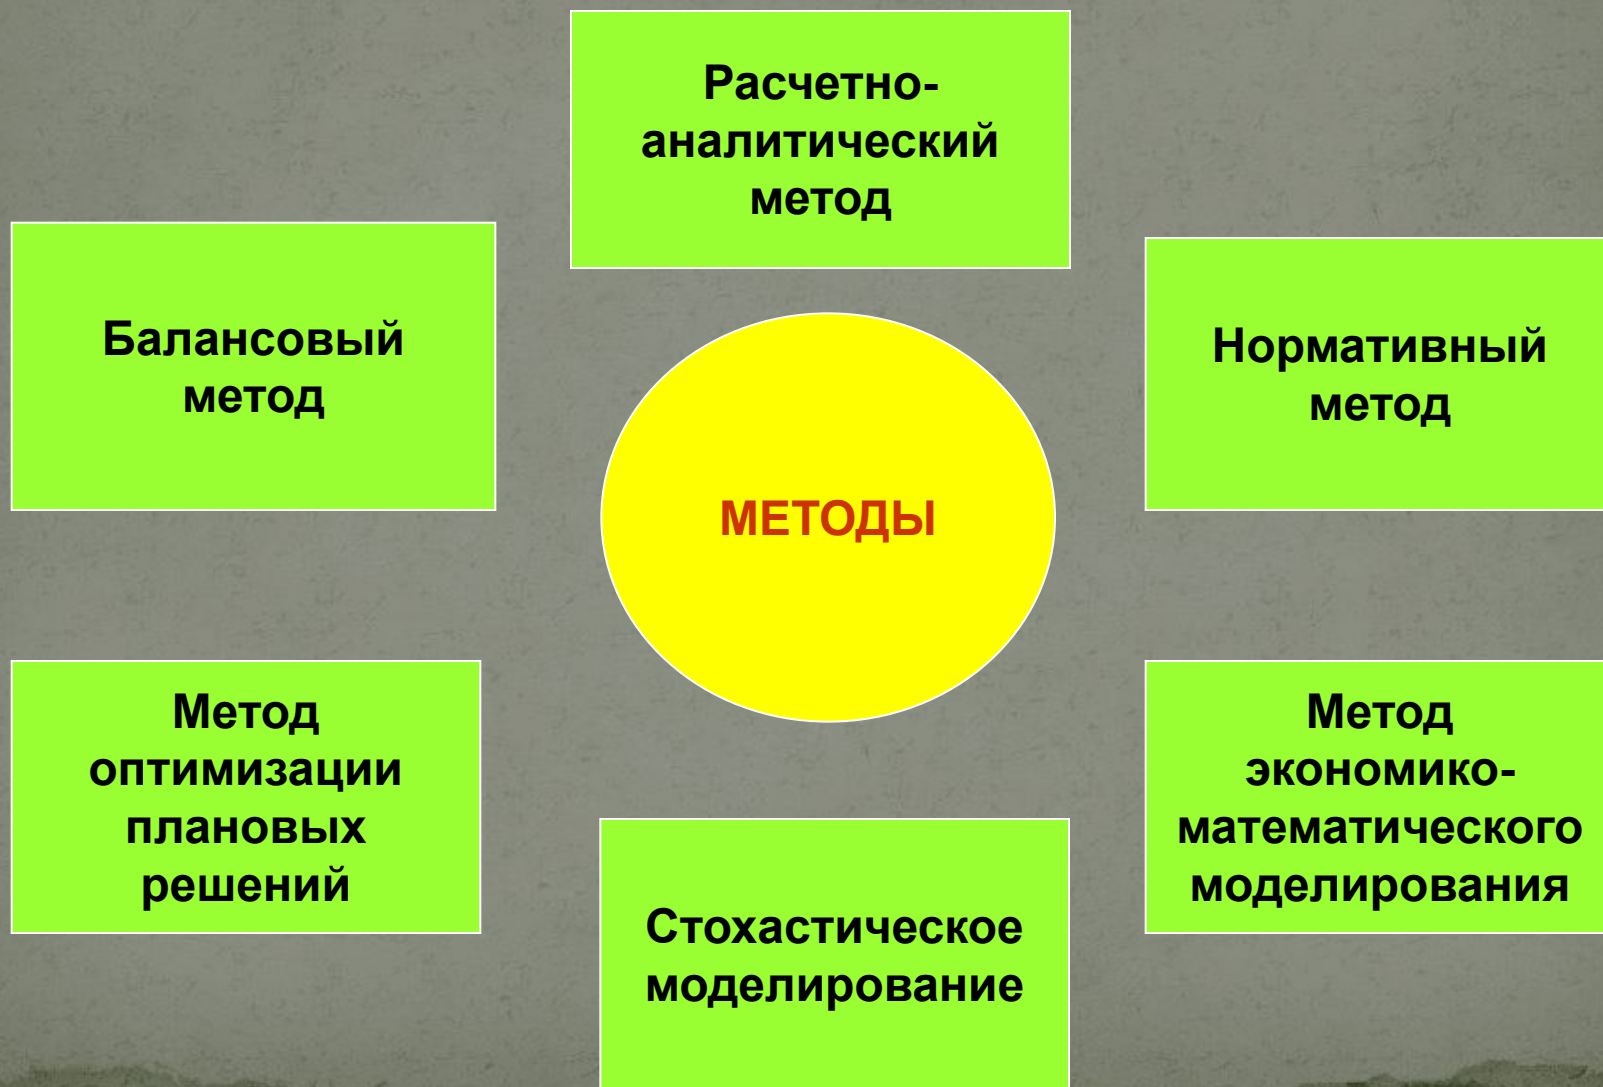 Расчетно-
аналитический
метод
Балансовый
метод
Нормативный
метод
МЕТОДЫ
Метод
оптимизации
плановых
решений
Метод
экономико-
математического
моделирования
Стохастическое
моделирование